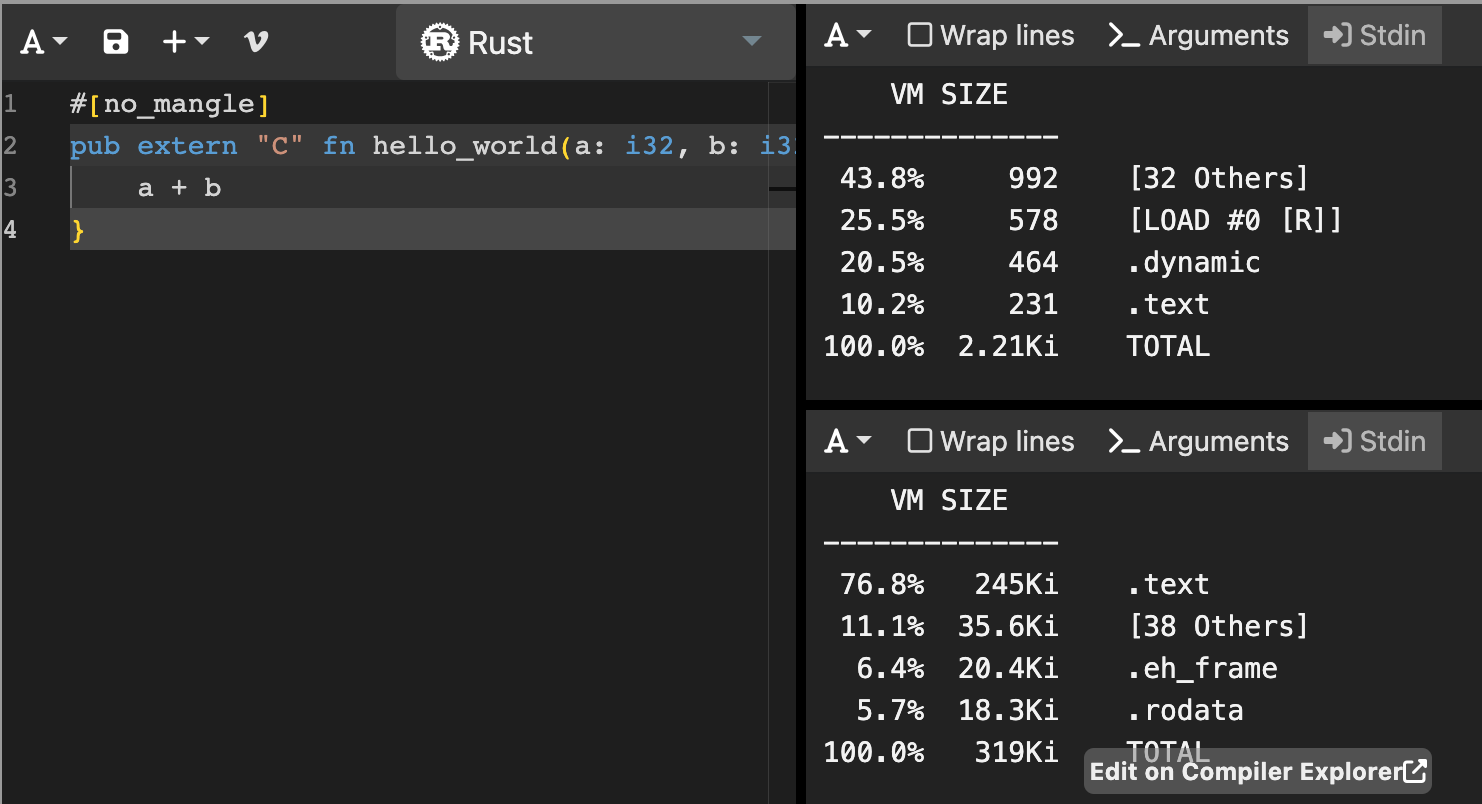 Rust
1 #[no_mangle]
2 pub extern "C" fn hello_world(a: i32, b: i32
3 a + b
4 }
Wrap lines Arguments Stdin
VM SIZE
--------------
43.8% 992 [32 Others]
25.5% 578 [LOAD #0 [R]]
20.5% 464 .dynamic
10.2% 231 .text
100.0% 2.21Ki TOTAL
Wrap lines Arguments Stdin
VM SIZE
--------------
76.8% 245Ki .text
11.1% 35.6Ki [38 Others]
6.4% 20.4Ki .eh_frame
5.7% 18.3Ki .rodata
100.0% 319Ki TOTAL
Edit on Compiler Explorer